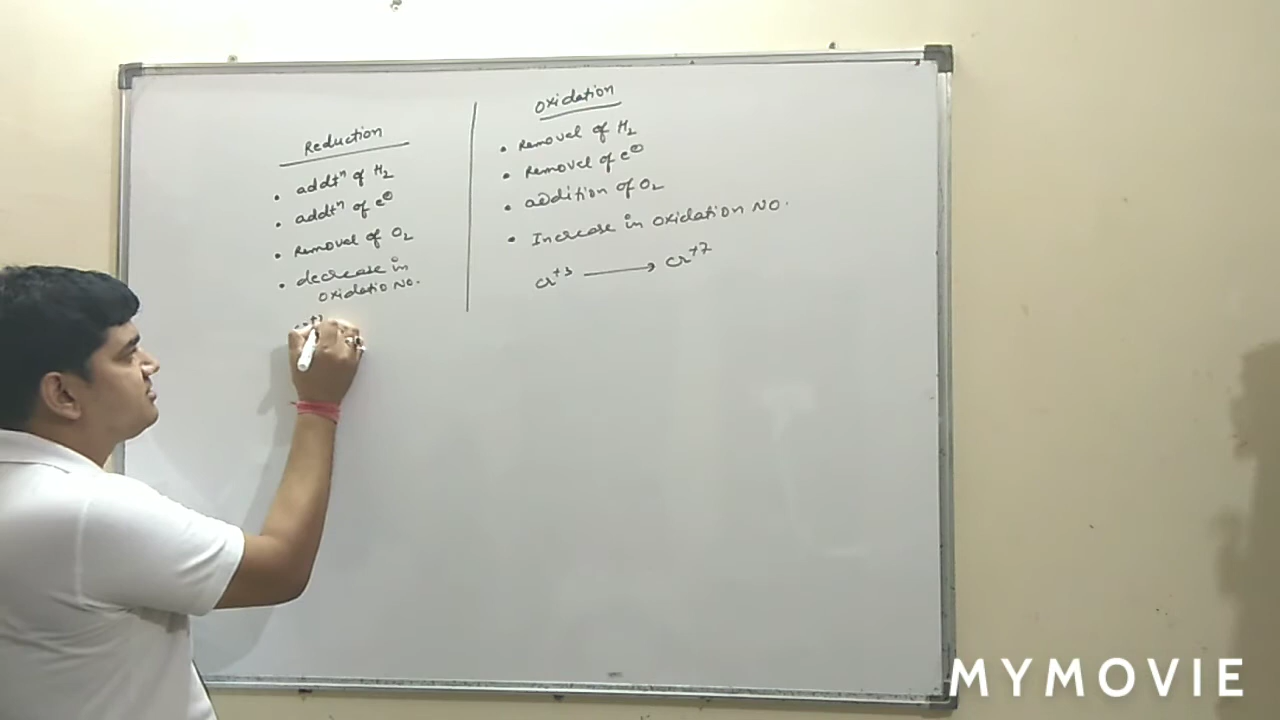 Reduction
• addtⁿ of H₂
• addtⁿ of e⊖
• Removal of O₂
• decrease in
oxidatio No.
Oxidation
• Removal of H₂
• Removal of e⊖
• addition of O₂
• Increase in oxidation No.
Cr⁺³ ⟶ Cr⁺⁷
MYMOVIE